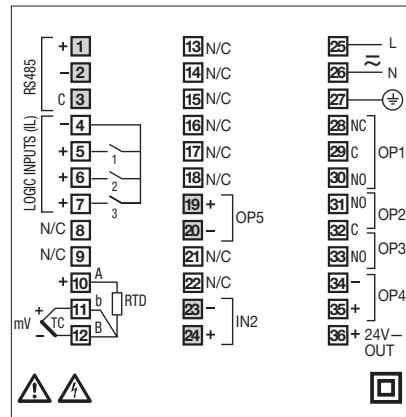 RS485
+ 1
− 2
C 3
LOGIC INPUTS (IL)
− 4
+ 5 1
+ 6 2
+ 7 3
N/C 8
N/C 9
+ 10 A
11 b
12 B
RTD
mV + − TC
13 N/C
14 N/C
15 N/C
16 N/C
17 N/C
18 N/C
19 +
20 −
OP5
21 N/C
22 N/C
23 −
24 +
IN2
25 L
26 N
27
28 NC
29 C
30 NO
OP1
31 NO
32 C
OP2
33 NO
OP3
34 −
35 +
OP4
36 + 24V
OUT